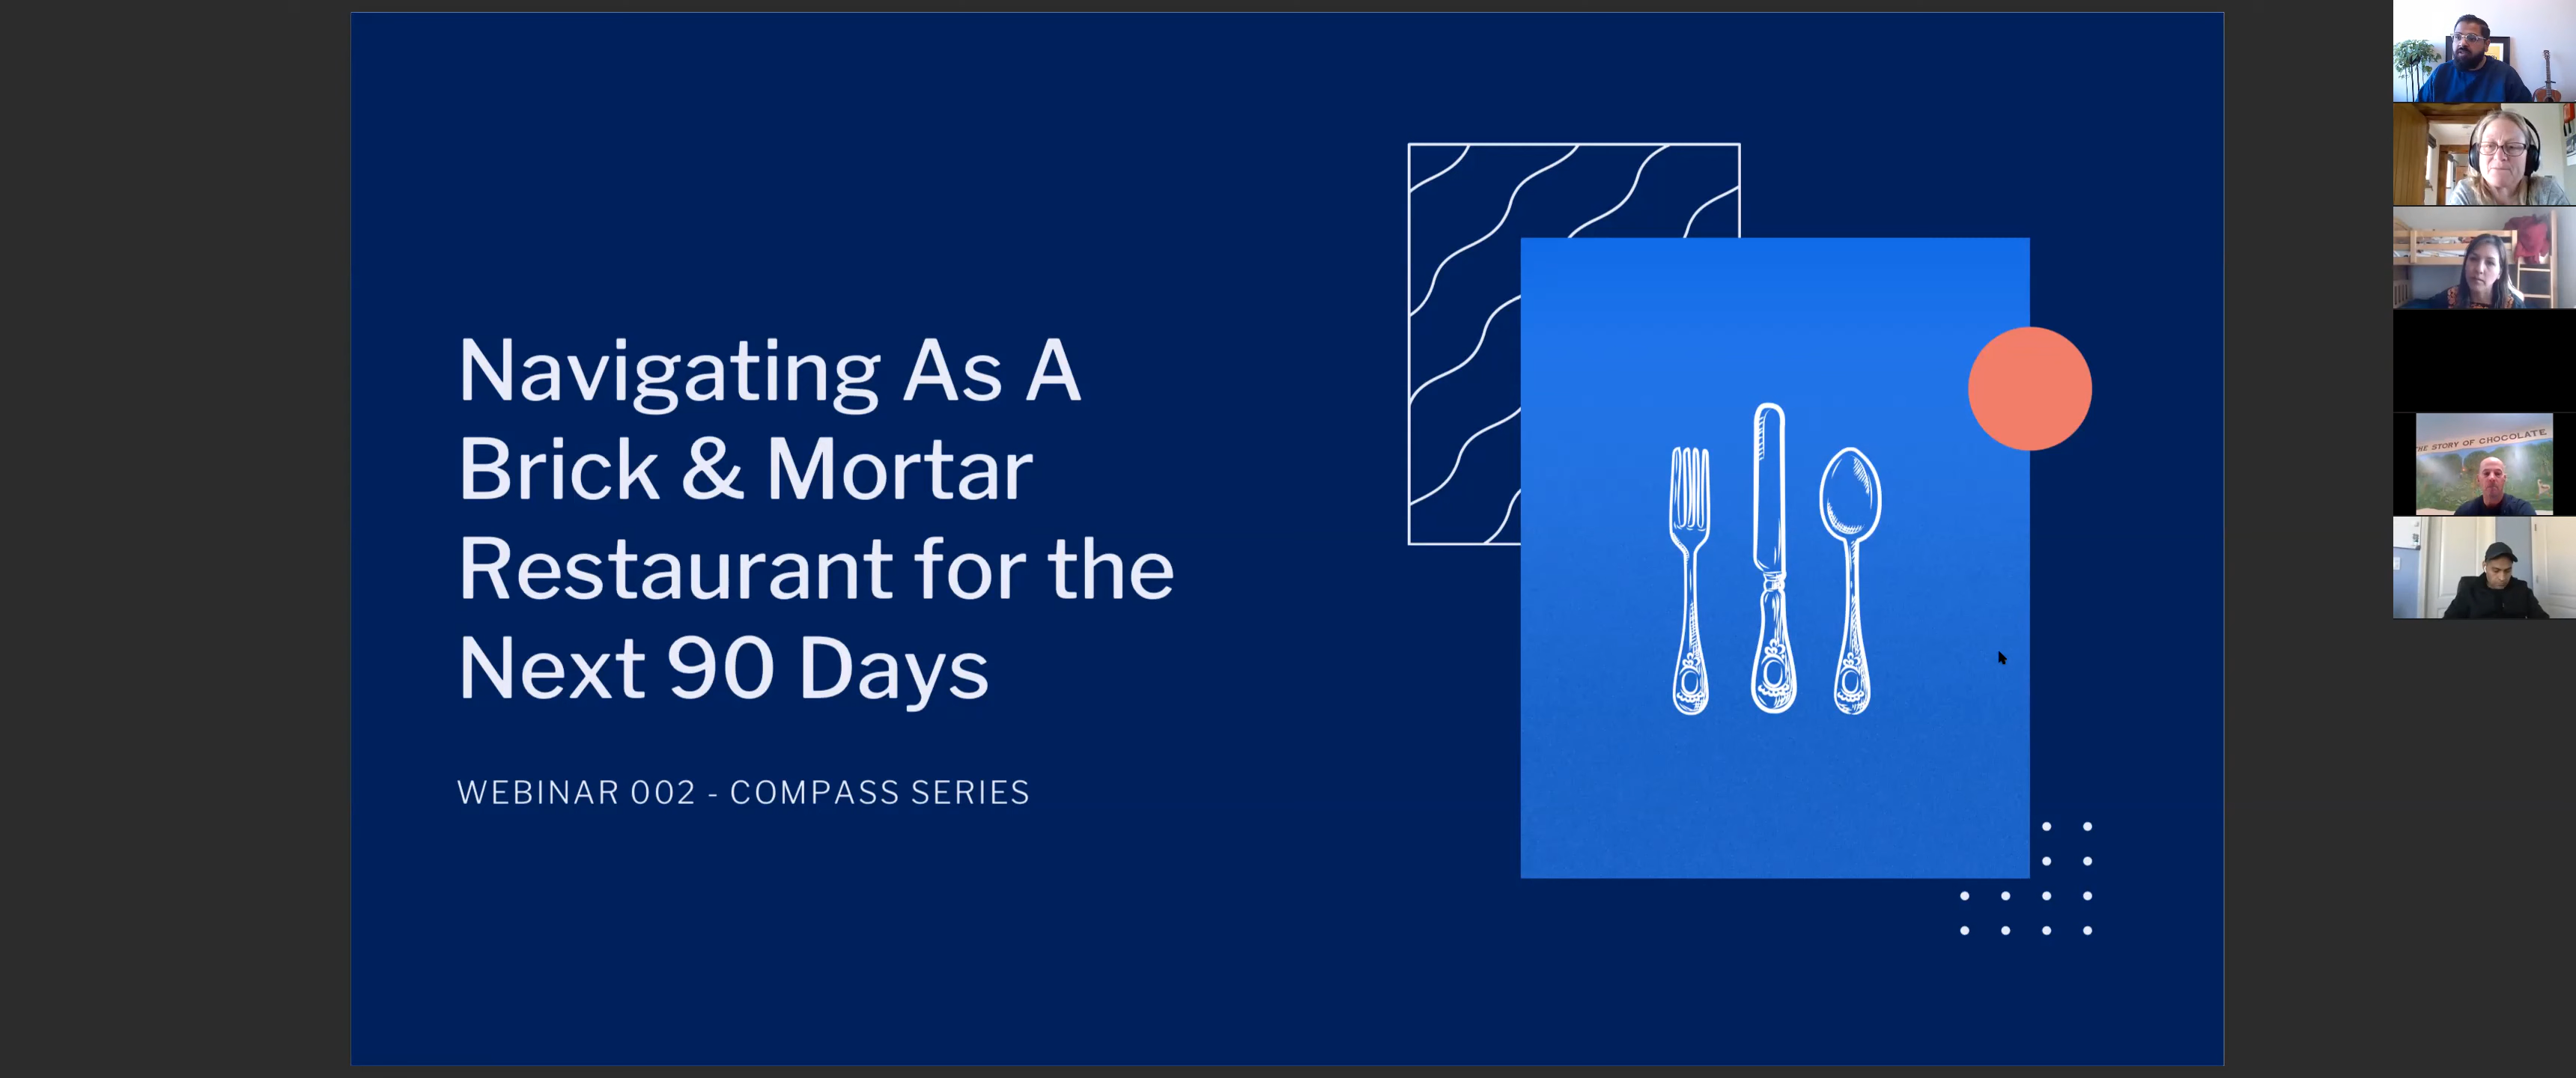 Navigating As A
Brick & Mortar
Restaurant for the
Next 90 Days
WEBINAR 002 - COMPASS SERIES
THE STORY OF CHOCOLATE